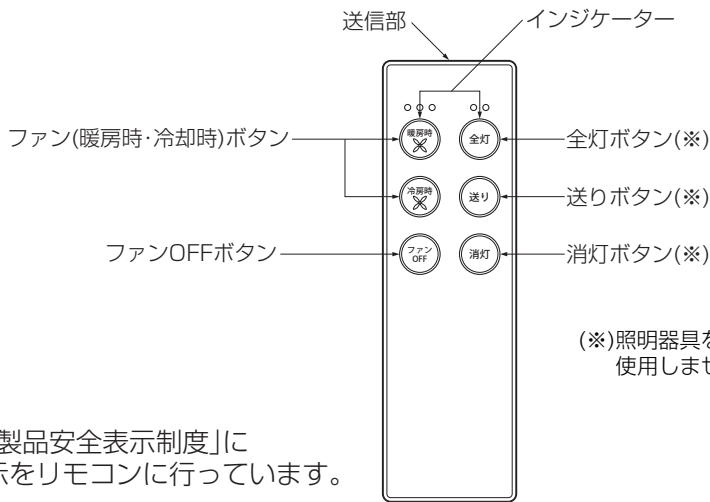 送信部
インジケーター
ファン(暖房時・冷却時)ボタン
暖房時
全灯
全灯ボタン(※)
冷房時
送り
送りボタン(※)
ファンOFFボタン
ファン
OFF
消灯
消灯ボタン(※)
(※)照明器具を
使用しませ
製品安全表示制度」に
示をリモコンに行っています。